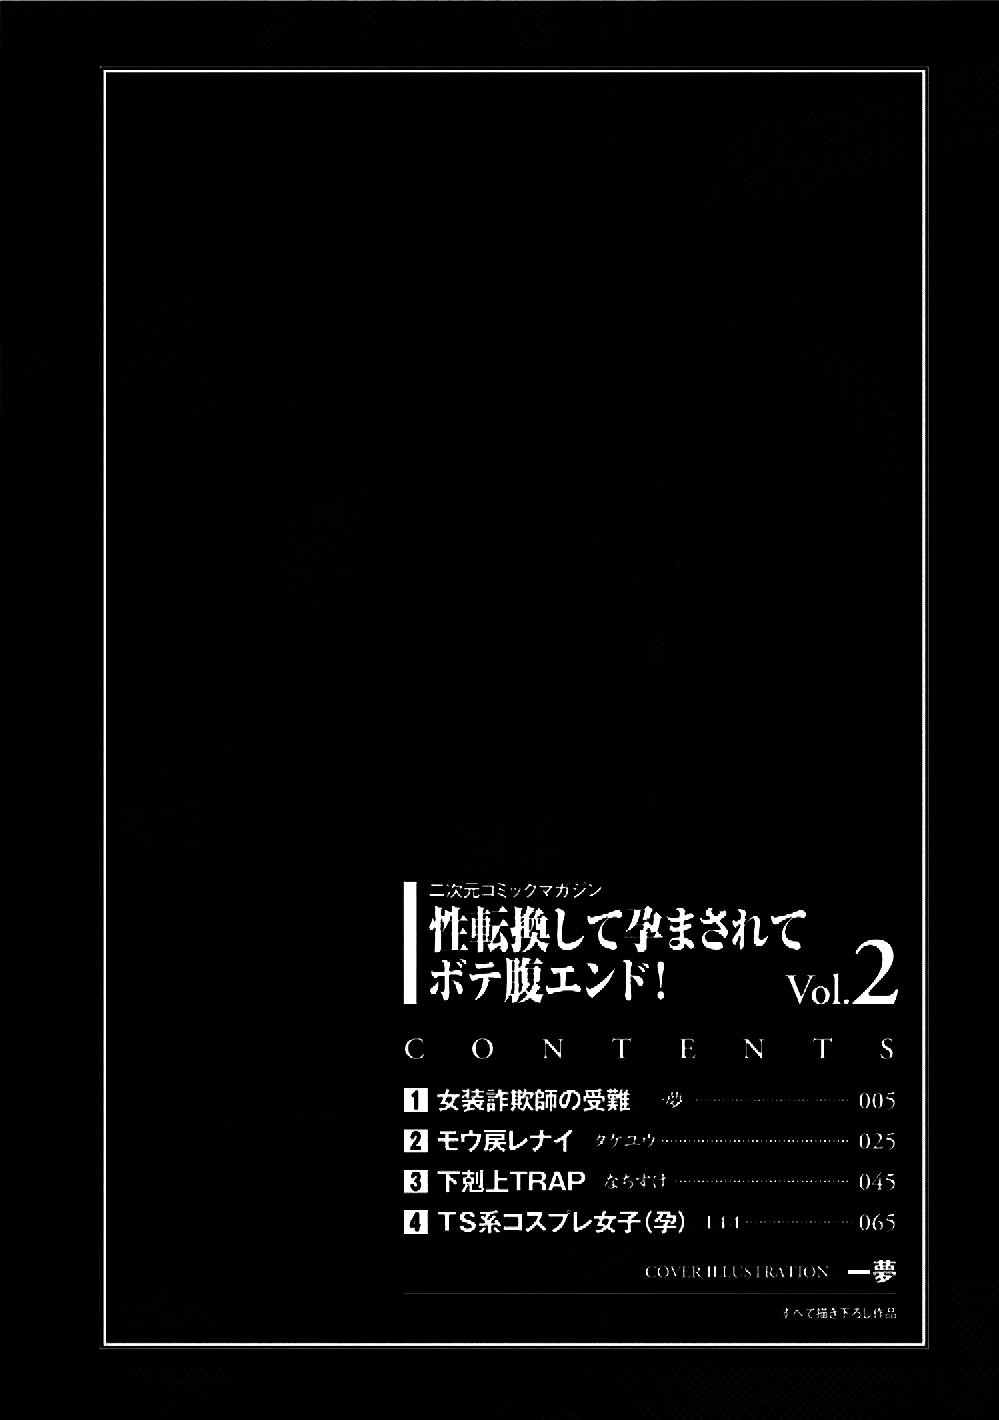 二次元コミックマガジン
性転換して孕まされて
ボテ腹エンド! Vol.2
CONTENTS
1 女装詐欺師の受難 一夢 005
2 モウ戻レナイ タケユウ 025
3 下剋上TRAP なちすけ 045
4 TS系コスプレ女子(孕) 065
COVER ILLUSTRATION 一夢
すべて描き下ろし作品